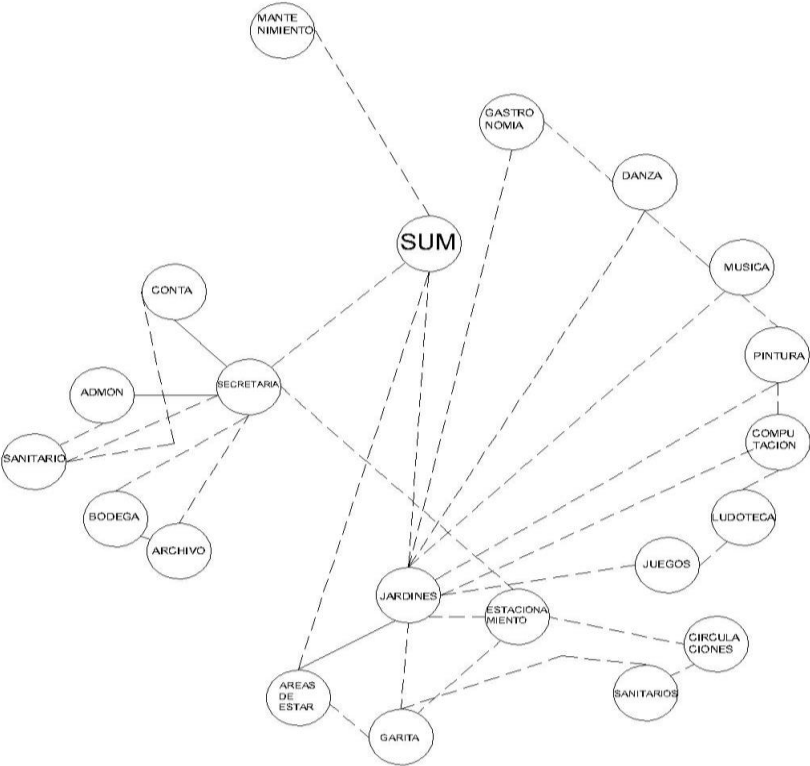 MANTE
NIMIENTO
GASTRO
NOMIA
DANZA
SUM
MUSICA
CONTA
PINTURA
SECRETARIA
ADMON
COMPU
TACION
SANITARIO
BODEGA
LUDOTECA
ARCHIVO
JUEGOS
JARDINES
ESTACIONA
MIENTO
CIRCULA
CIONES
AREAS
DE
ESTAR
SANITARIOS
GARITA